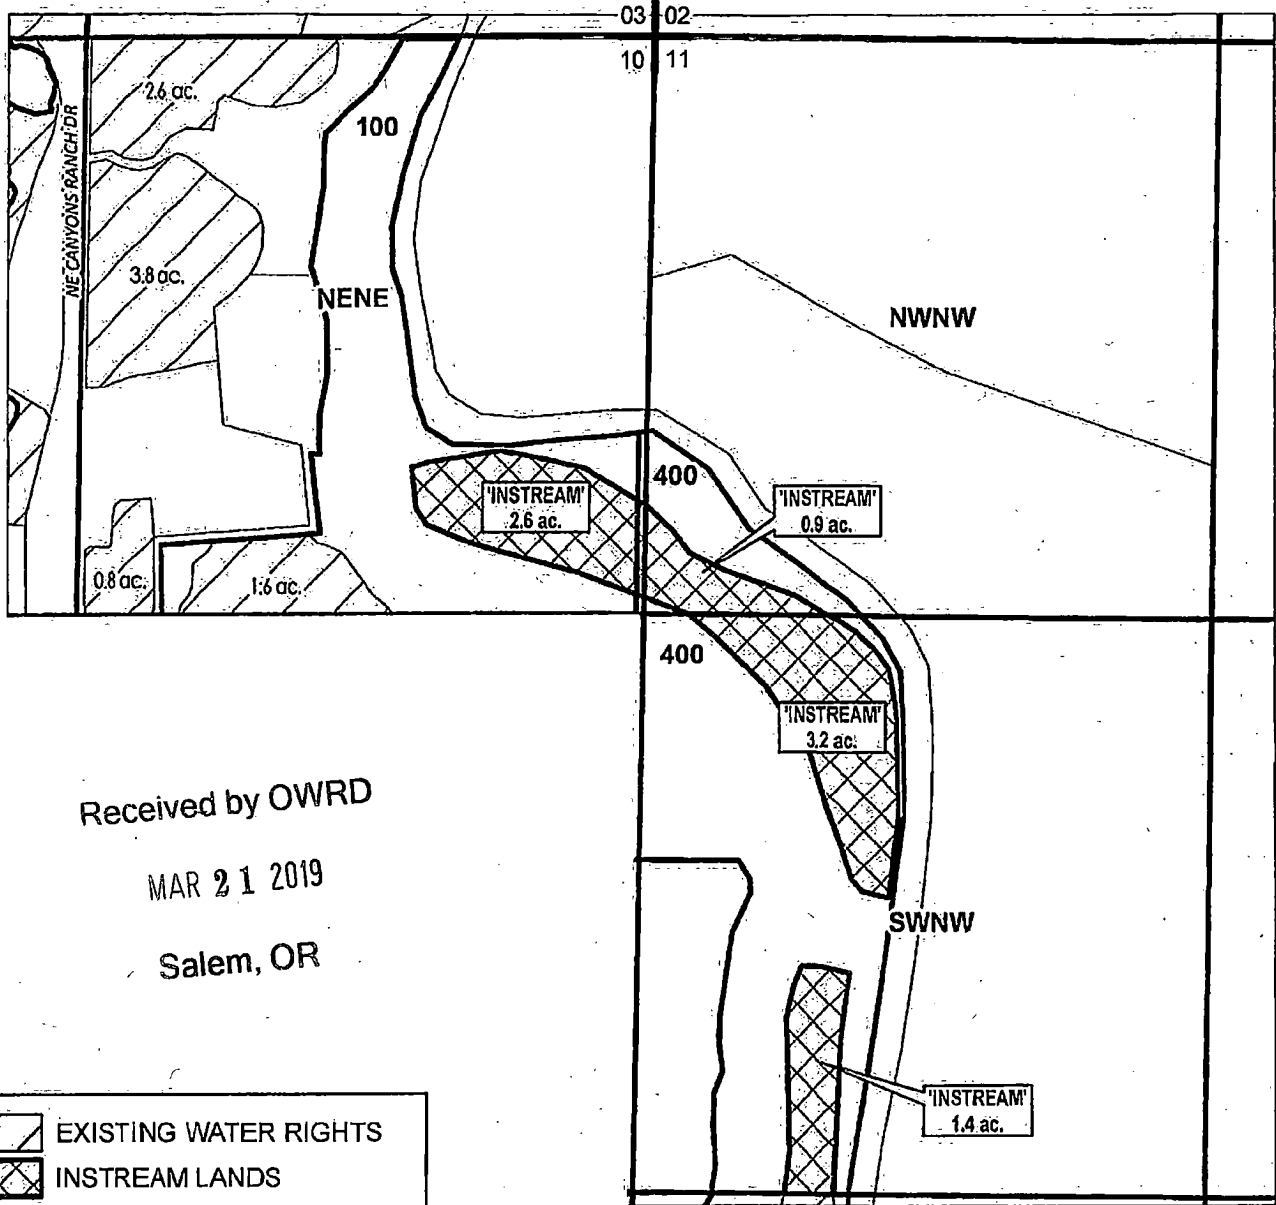 03 02
10 11
2.6 ac.
100
NE CANYONS RANCH DR
3.8 ac.
NENE
NWNW
400
'INSTREAM'
2.6 ac.
'INSTREAM'
0.9 ac.
0.8 ac.
1.6 ac.
400
'INSTREAM'
3.2 ac.
Received by OWRD
MAR 21 2019
Salem, OR
SWNW
'INSTREAM'
1.4 ac.
EXISTING WATER RIGHTS
INSTREAM LANDS